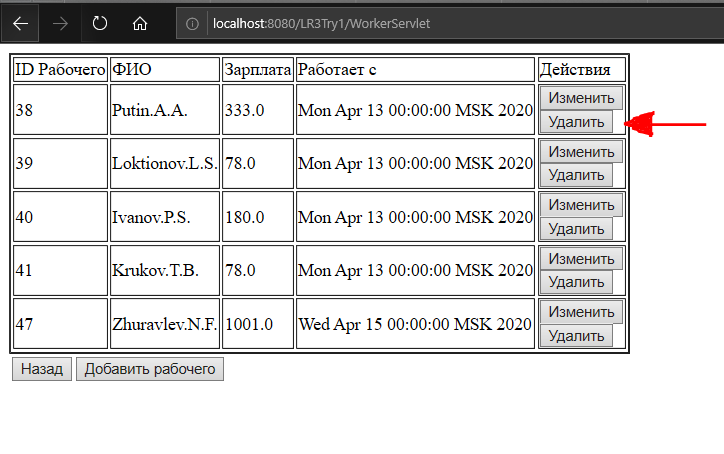 localhost:8080/LR3Try1/WorkerServlet
ID Рабочего ФИО Зарплата Работает с Действия
38 Putin.A.A. 333.0 Mon Apr 13 00:00:00 MSK 2020 Изменить
Удалить
39 Loktionov.L.S. 78.0 Mon Apr 13 00:00:00 MSK 2020 Изменить
Удалить
40 Ivanov.P.S. 180.0 Mon Apr 13 00:00:00 MSK 2020 Изменить
Удалить
41 Krukov.T.B. 78.0 Mon Apr 13 00:00:00 MSK 2020 Изменить
Удалить
47 Zhuravlev.N.F. 1001.0 Wed Apr 15 00:00:00 MSK 2020 Изменить
Удалить
Назад Добавить рабочего